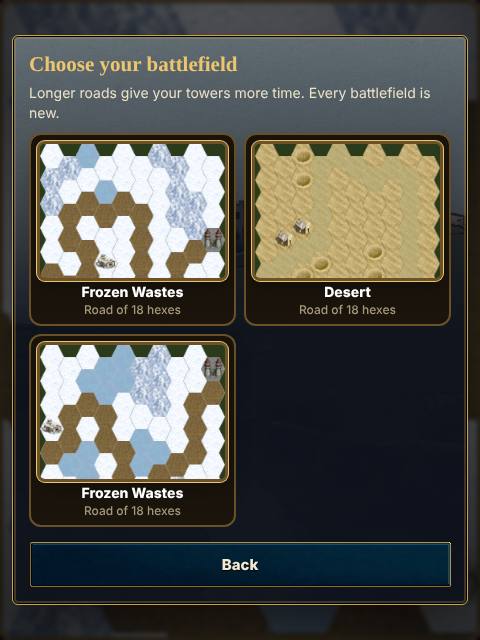 Choose your battlefield
Longer roads give your towers more time. Every battlefield is
new.
Frozen Wastes
Road of 18 hexes
Desert
Road of 18 hexes
Frozen Wastes
Road of 18 hexes
Back